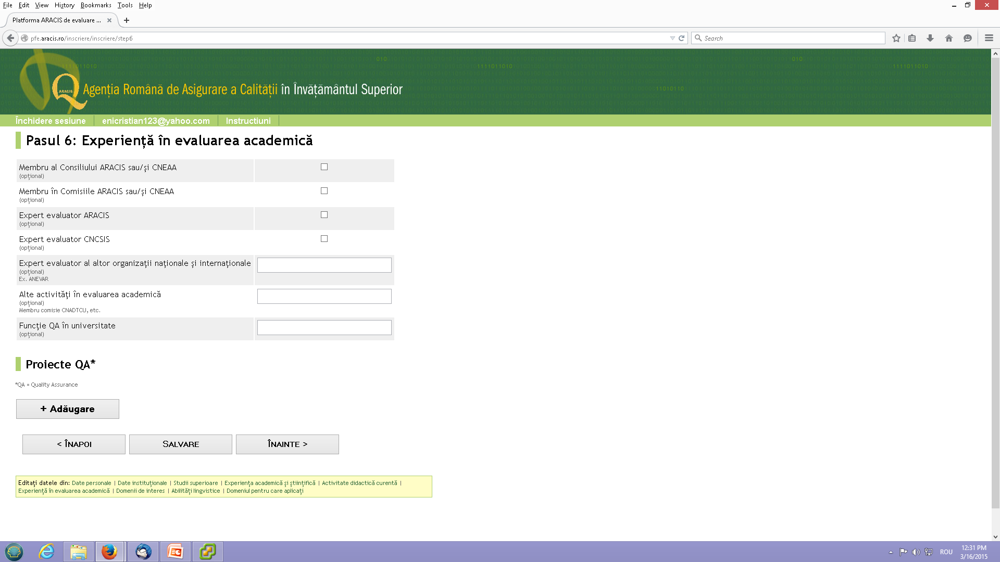 File Edit View History Bookmarks Tools Help
Platforma ARACIS de evaluare ...
pfe.aracis.ro/inscriere/inscriere/step6
Search
010
010
1111011010
1111011010
1111011010
11010110
ARACIS
Agenția Română de Asigurare a Calității în Învățământul Superior
Închidere sesiune
enicristian123@yahoo.com
Instructiuni
Pasul 6: Experiență în evaluarea academică
Membru al Consiliului ARACIS sau/și CNEAA
(opțional)
Membru în Comisiile ARACIS sau/și CNEAA
(opțional)
Expert evaluator ARACIS
(opțional)
Expert evaluator CNCSIS
(opțional)
Expert evaluator al altor organizații naționale și internaționale
(opțional)
Ex. ANEVAR
Alte activități în evaluarea academică
(opțional)
Membru comisie CNADTCU, etc.
Funcție QA în universitate
(opțional)
Proiecte QA*
*QA = Quality Assurance
+ Adăugare
< ÎNAPOI
SALVARE
ÎNAINTE >
Editați datele din: Date personale | Date instituționale | Studii superioare | Experiența academică și științifică | Activitate didactică curentă |
Experiență în evaluarea academică | Domenii de interes | Abilități lingvistice | Domeniul pentru care aplicați
ROU
12:31 PM
3/16/2015